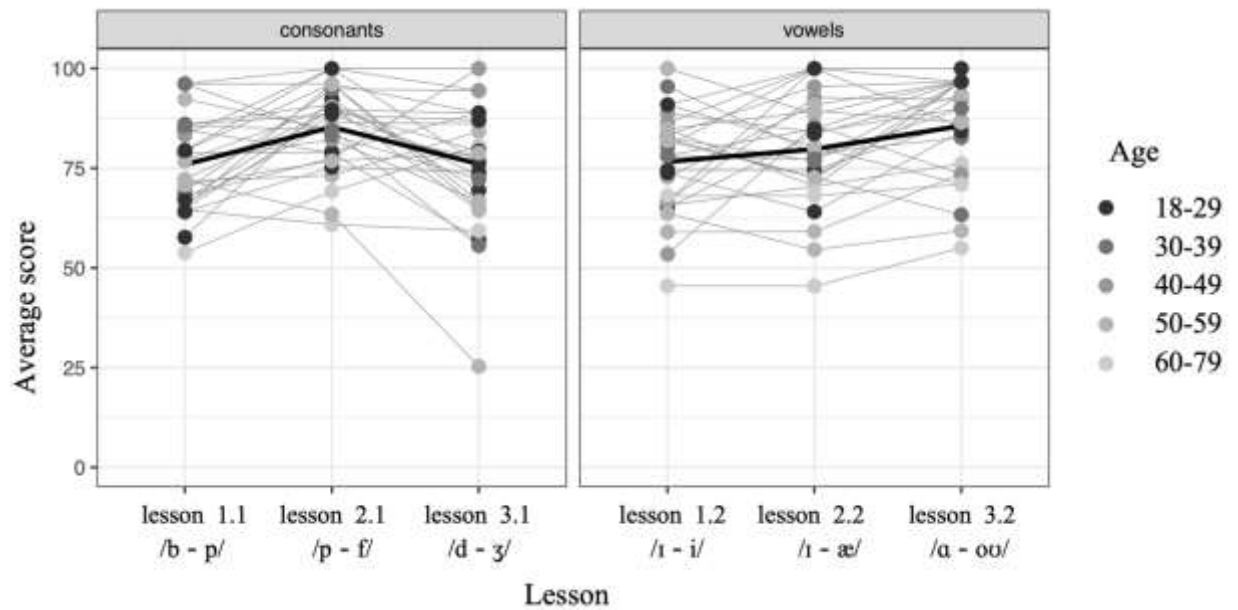 consonants
vowels
100
75
50
25
0
Average score
lesson 1.1
/b - p/
lesson 2.1
/p - f/
lesson 3.1
/d - ʒ/
lesson 1.2
/ɪ - i/
lesson 2.2
/ɪ - æ/
lesson 3.2
/ɑ - oʊ/
Lesson
Age
18-29
30-39
40-49
50-59
60-79